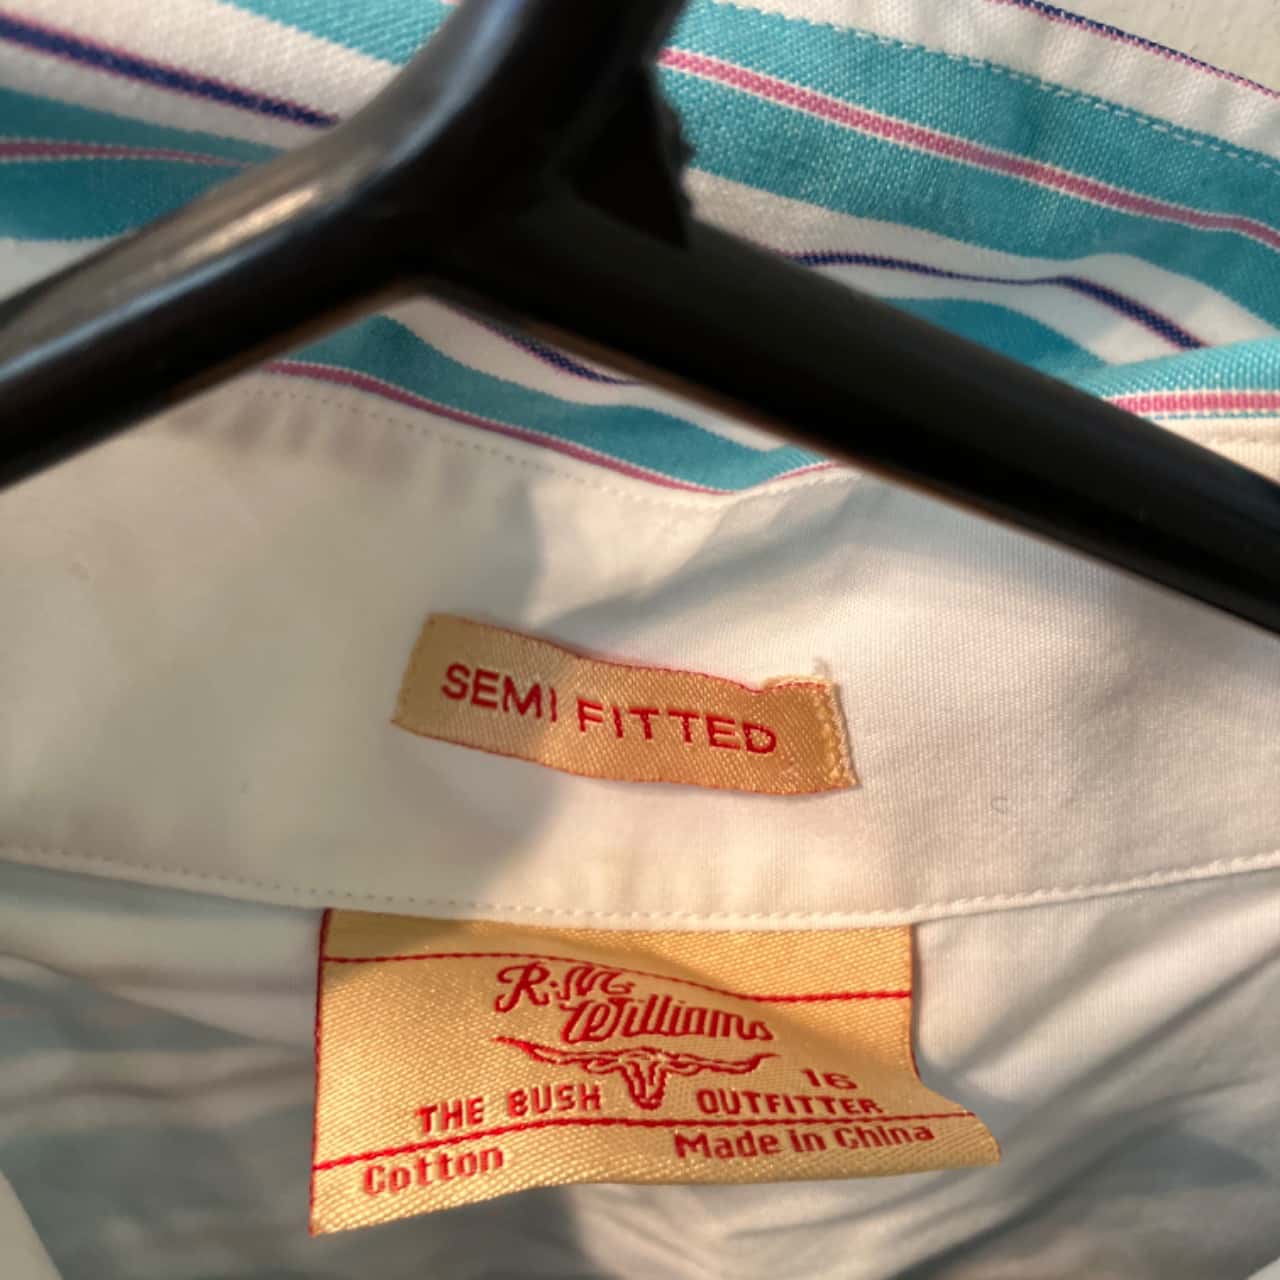 SEMI FITTED
R.M.
Williams
16
THE BUSH OUTFITTER
Cotton Made in China